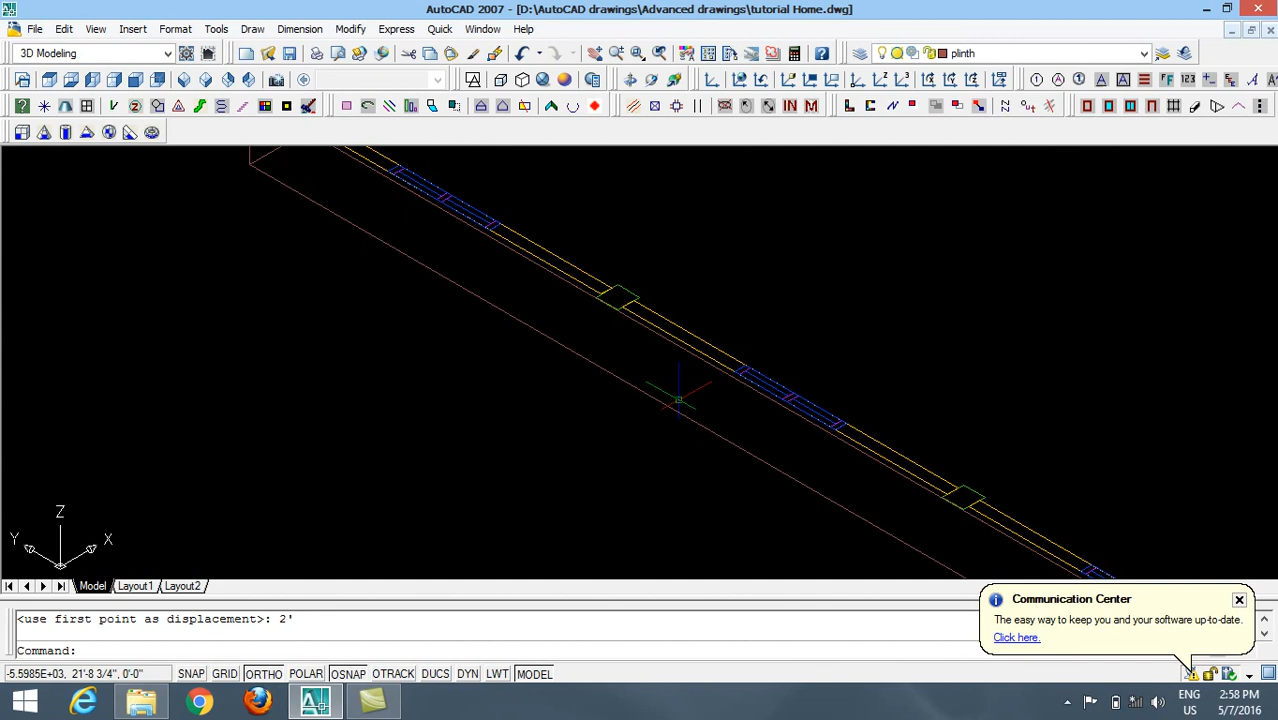 AutoCAD 2007 - [D:\AutoCAD drawings\Advanced drawings\tutorial Home.dwg]
File Edit View Insert Format Tools Draw Dimension Modify Express Quick Window Help
3D Modeling
plinth
123
IN M
Z
Y X
Model Layout1 Layout2
Communication Center
The easy way to keep you and your software up-to-date.
Click here.
<use first point as displacement>: 2'
Command:
-5.5985E+03, 21'-8 3/4", 0'-0"
SNAP GRID ORTHO POLAR OSNAP OTRACK DUCS DYN LWT MODEL
ENG
US
2:58 PM
5/7/2016